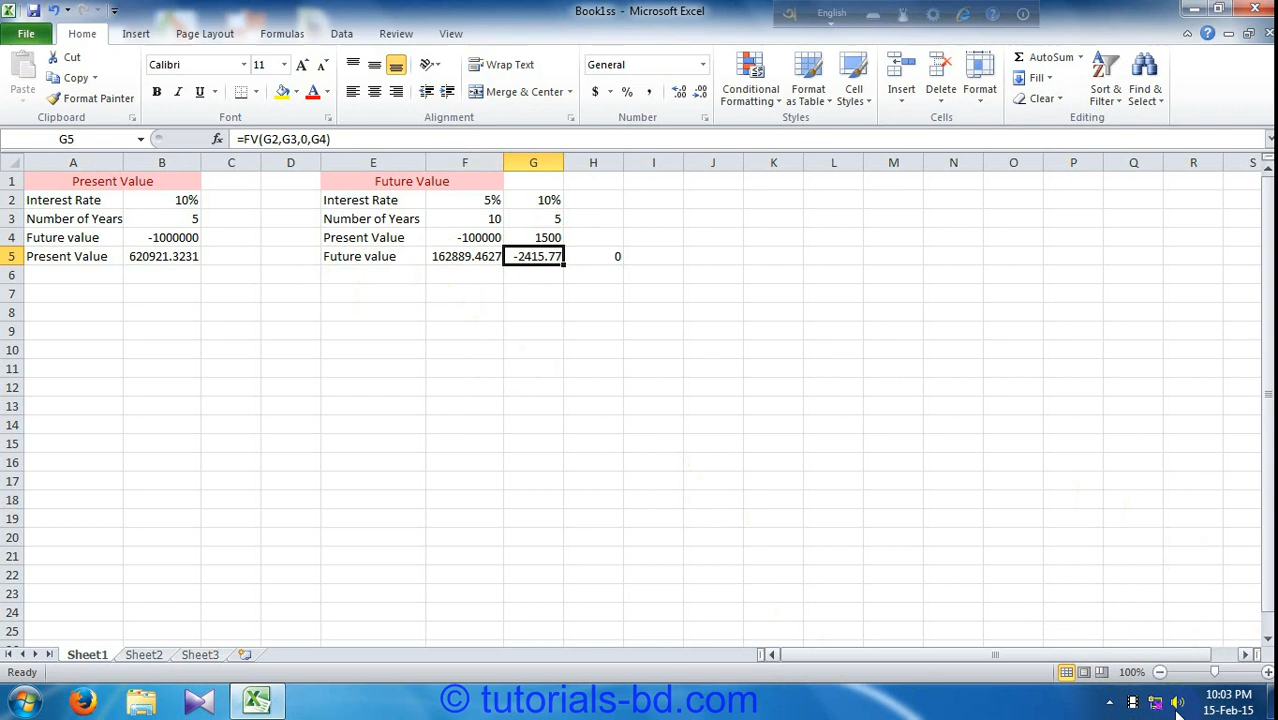 Book1ss - Microsoft Excel
English
File Home Insert Page Layout Formulas Data Review View
Paste
Cut
Copy
Format Painter
Clipboard
Calibri 11
B I U
Font
Wrap Text
Merge & Center
Alignment
General
$ % ,
Number
Conditional Formatting
Format as Table
Cell Styles
Styles
Insert
Delete
Format
Cells
Σ AutoSum
Fill
Clear
Sort & Filter
Find & Select
Editing
G5 fx =FV(G2,G3,0,G4)
A B C D E F G H I J K L M N O P Q R S
1 Present Value Future Value
2 Interest Rate 10% Interest Rate 5% 10%
3 Number of Years 5 Number of Years 10 5
4 Future value -1000000 Present Value -100000 1500
5 Present Value 620921.3231 Future value 162889.4627 -2415.77 0
6
7
8
9
10
11
12
13
14
15
16
17
18
19
20
21
22
23
24
25
Sheet1 Sheet2 Sheet3
Ready 100%
© tutorials-bd.com
10:03 PM
15-Feb-15